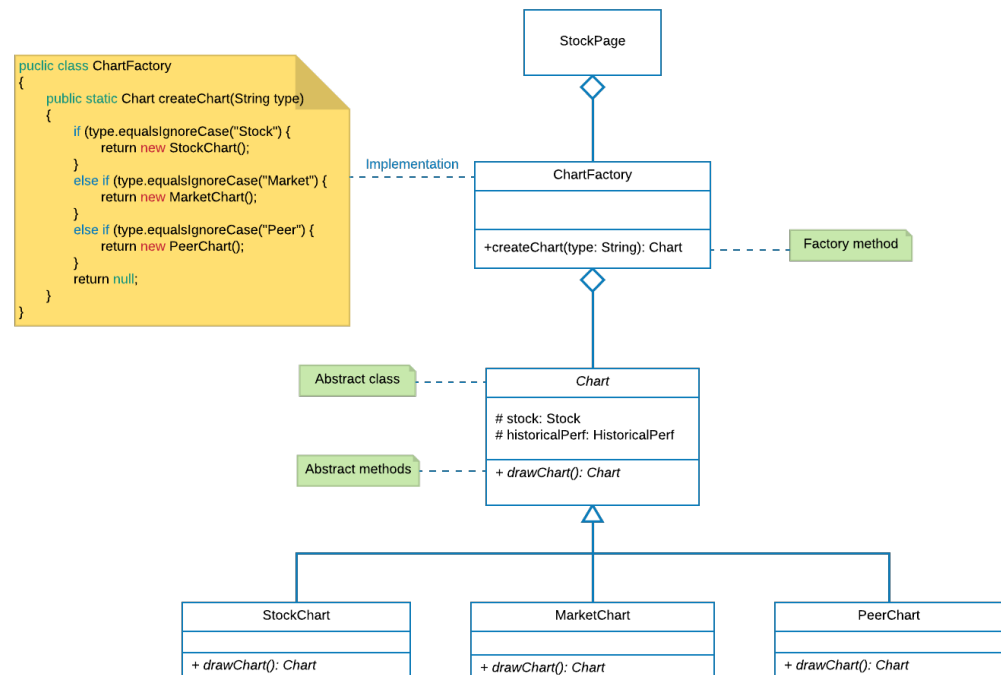 StockPage
puclic class ChartFactory
{
public static Chart createChart(String type)
{
if (type.equalsIgnoreCase("Stock") {
return new StockChart();
}
else if (type.equalsIgnoreCase("Market") {
return new MarketChart();
}
else if (type.equalsIgnoreCase("Peer") {
return new PeerChart();
}
return null;
}
}
Implementation
ChartFactory
+createChart(type: String): Chart
Factory method
Abstract class
Chart
# stock: Stock
# historicalPerf: HistoricalPerf
Abstract methods
+ drawChart(): Chart
StockChart
+ drawChart(): Chart
MarketChart
+ drawChart(): Chart
PeerChart
+ drawChart(): Chart